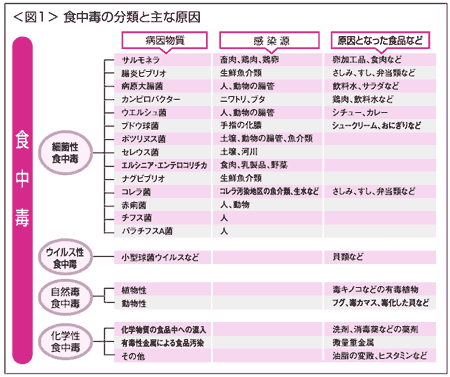 <図1> 食中毒の分類と主な原因
病因物質 感染源 原因となった食品など
食中毒
細菌性食中毒
サルモネラ 畜肉、鶏肉、鶏卵 卵加工品、食肉など
腸炎ビブリオ 生鮮魚介類 さしみ、すし、弁当類など
病原大腸菌 人、動物の腸管 飲料水、サラダなど
カンピロバクター ニワトリ、ブタ 鶏肉、飲料水など
ウエルシュ菌 人、動物の腸管 シチュー、カレー
ブドウ球菌 手指の化膿 シュークリーム、おにぎりなど
ボツリヌス菌 土壌、動物の腸管、魚介類
セレウス菌 土壌、河川
エルシニア・エンテロコリチカ 食肉、乳製品、野菜
ナグビブリオ 生鮮魚介類
コレラ菌 コレラ汚染地区の魚介類、生水など さしみ、すし、弁当類など
赤痢菌 人、動物
チフス菌 人
パラチフスA菌 人
ウイルス性食中毒
小型球菌ウイルスなど 貝類など
自然毒食中毒
植物性 毒キノコなどの有毒植物
動物性 フグ、毒カマス、毒化した貝など
化学性食中毒
化学物質の食品中への混入 洗剤、消毒薬などの薬剤
有毒性金属による食品汚染 微量重金属
その他 油脂の変敗、ヒスタミンなど